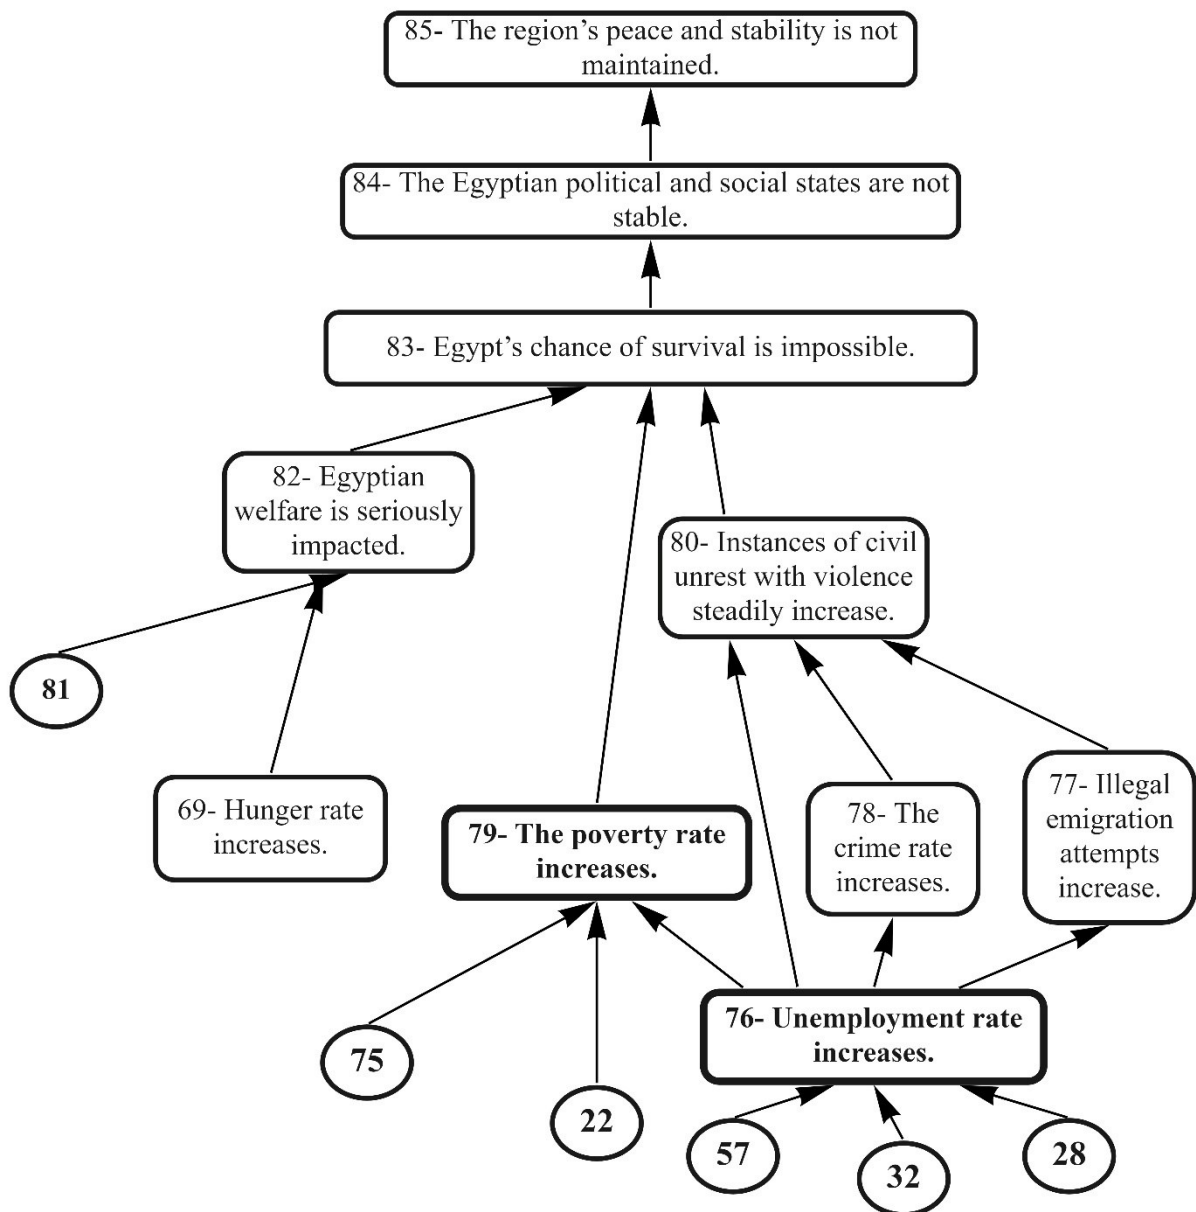 85- The region’s peace and stability is not
maintained.
84- The Egyptian political and social states are not
stable.
83- Egypt’s chance of survival is impossible.
82- Egyptian
welfare is seriously
impacted.
80- Instances of civil
unrest with violence
steadily increase.
81
69- Hunger rate
increases.
79- The poverty rate
increases.
78- The
crime rate
increases.
77- Illegal
emigration
attempts
increase.
76- Unemployment rate
increases.
75
22
57
32
28